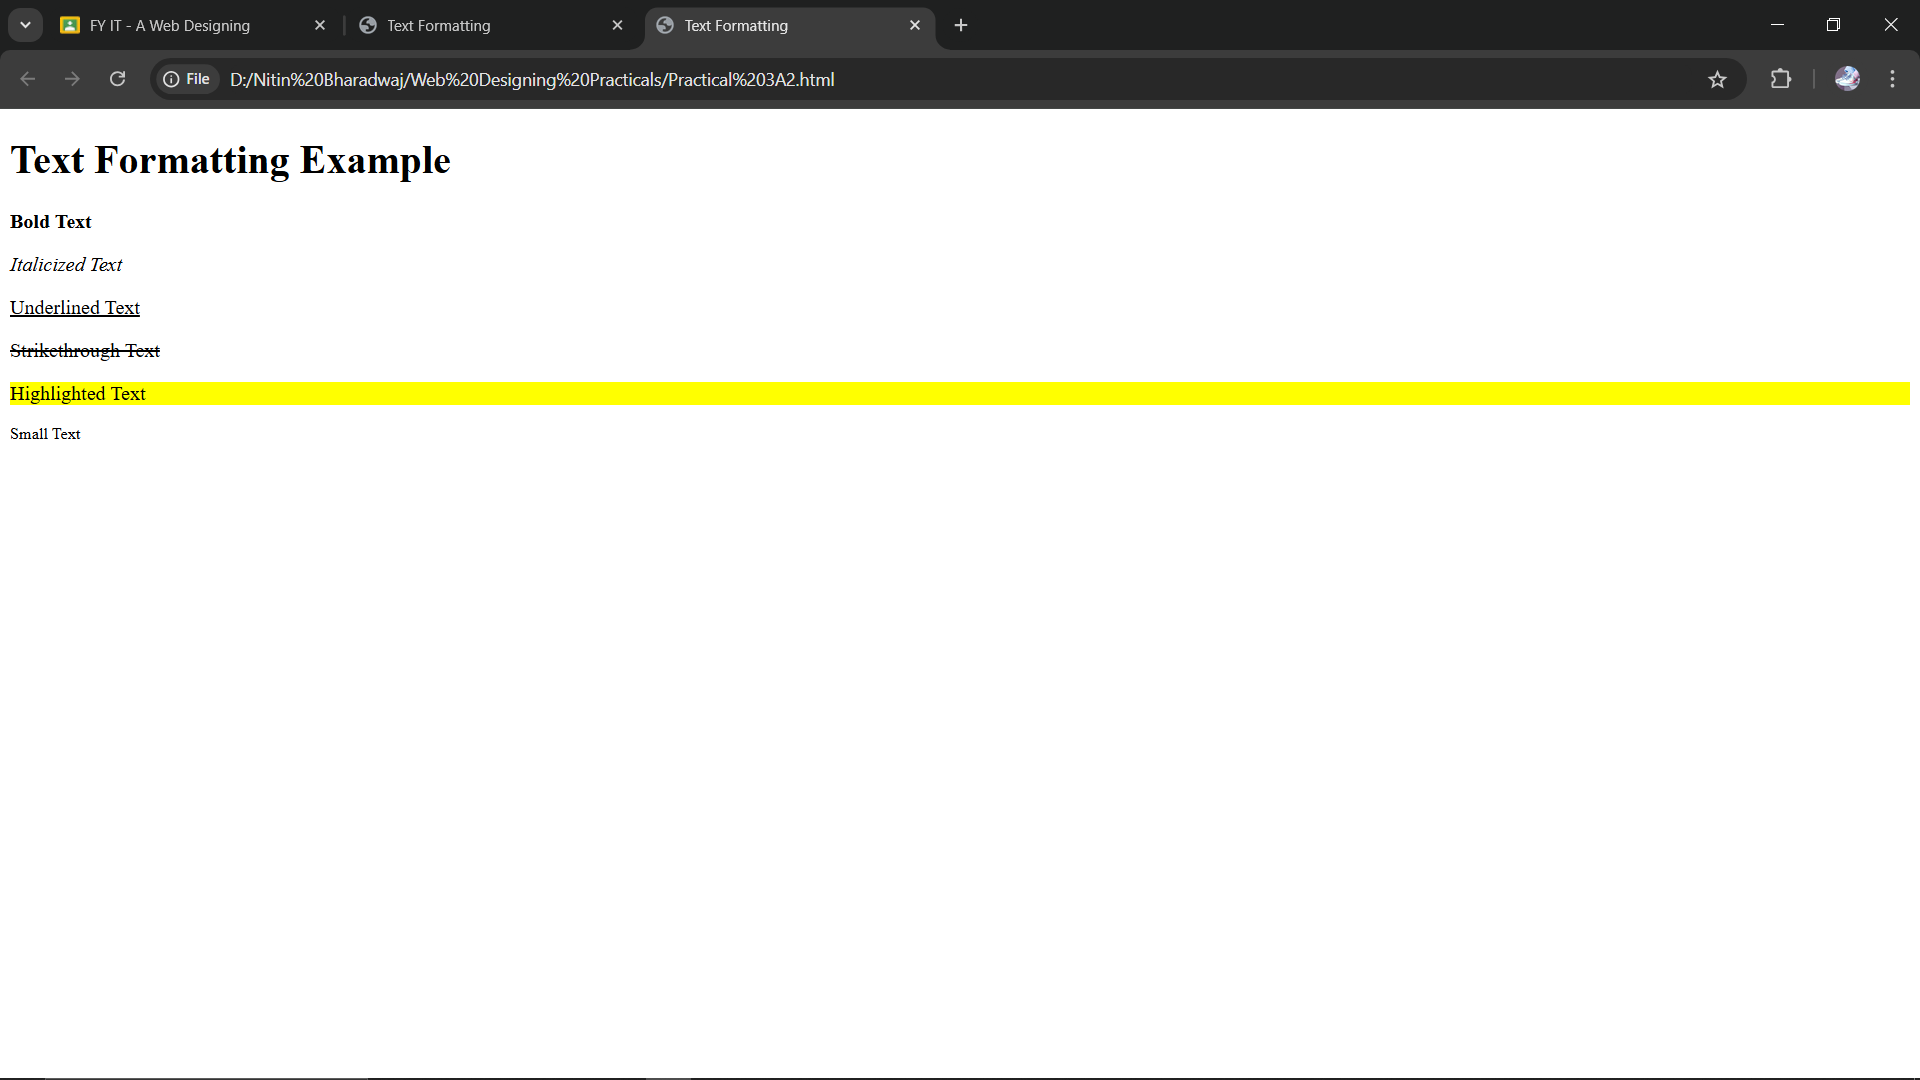 FY IT - A Web Designing
Text Formatting
Text Formatting
File
D:/Nitin%20Bharadwaj/Web%20Designing%20Practicals/Practical%203A2.html
Text Formatting Example
Bold Text
Italicized Text
Underlined Text
Strikethrough Text
Highlighted Text
Small Text